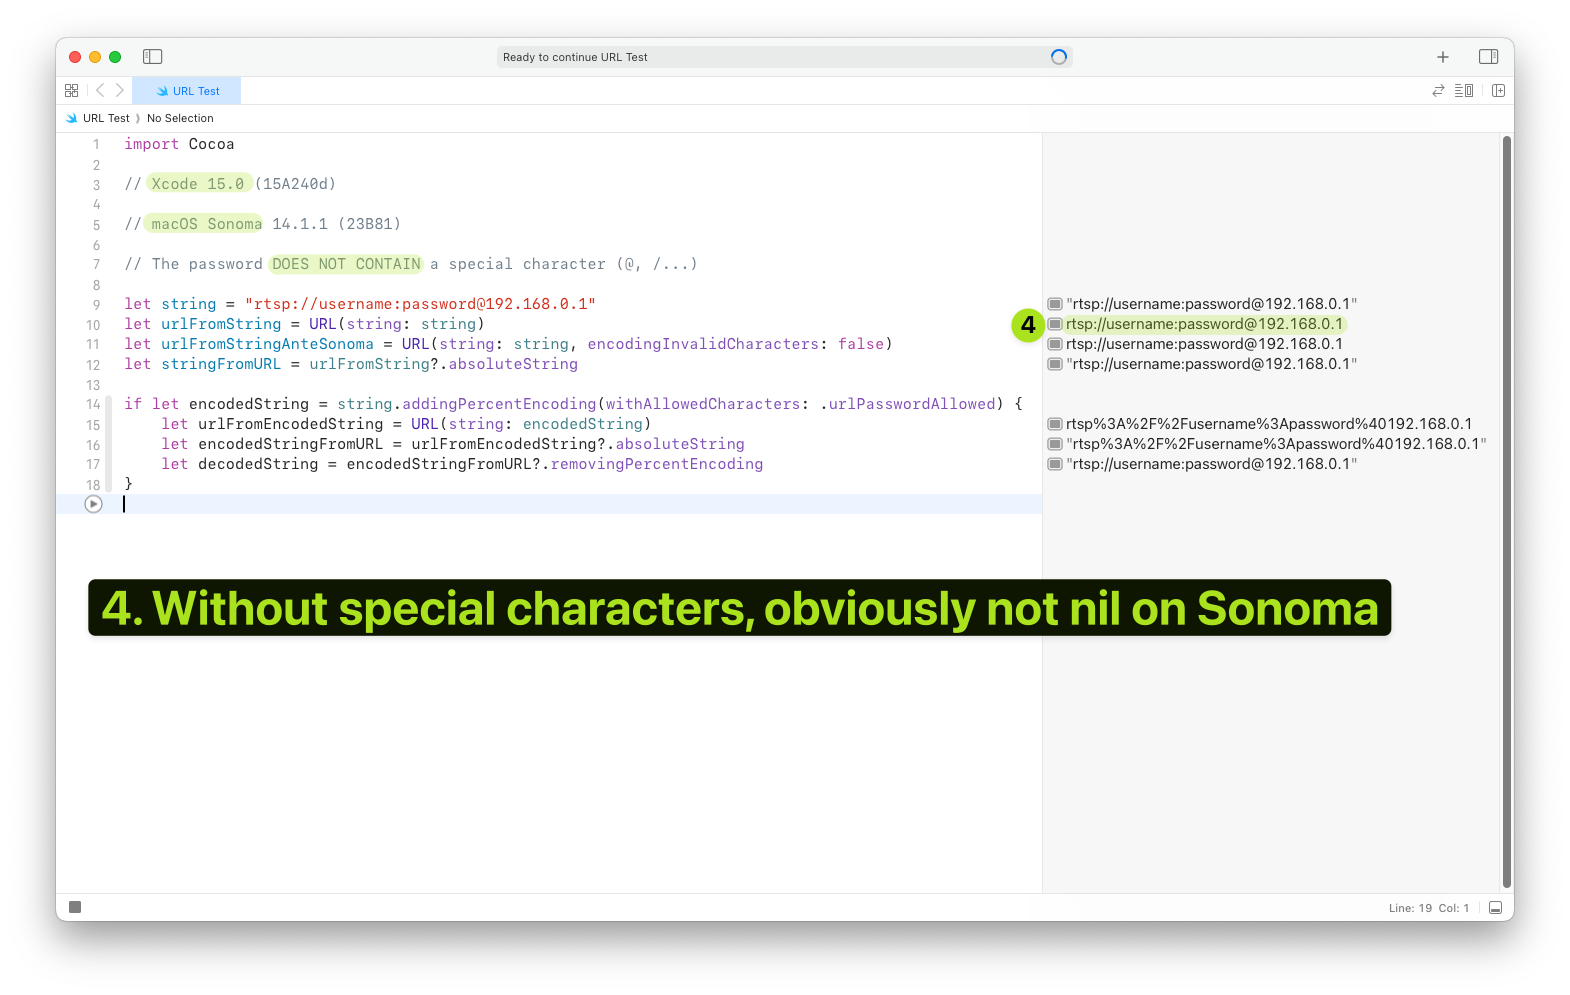 Ready to continue URL Test
URL Test
URL Test 〉 No Selection
1 import Cocoa
2
3 // Xcode 15.0 (15A240d)
4
5 // macOS Sonoma 14.1.1 (23B81)
6
7 // The password DOES NOT CONTAIN a special character (@, /...)
8
9 let string = "rtsp://username:password@192.168.0.1"
"rtsp://username:password@192.168.0.1"
10 let urlFromString = URL(string: string)
4 rtsp://username:password@192.168.0.1
11 let urlFromStringAnteSonoma = URL(string: string, encodingInvalidCharacters: false)
rtsp://username:password@192.168.0.1
12 let stringFromURL = urlFromString?.absoluteString
"rtsp://username:password@192.168.0.1"
13
14 if let encodedString = string.addingPercentEncoding(withAllowedCharacters: .urlPasswordAllowed) {
15 let urlFromEncodedString = URL(string: encodedString)
rtsp%3A%2F%2Fusername%3Apassword%40192.168.0.1
16 let encodedStringFromURL = urlFromEncodedString?.absoluteString
"rtsp%3A%2F%2Fusername%3Apassword%40192.168.0.1"
17 let decodedString = encodedStringFromURL?.removingPercentEncoding
"rtsp://username:password@192.168.0.1"
18 }
4. Without special characters, obviously not nil on Sonoma
Line: 19 Col: 1